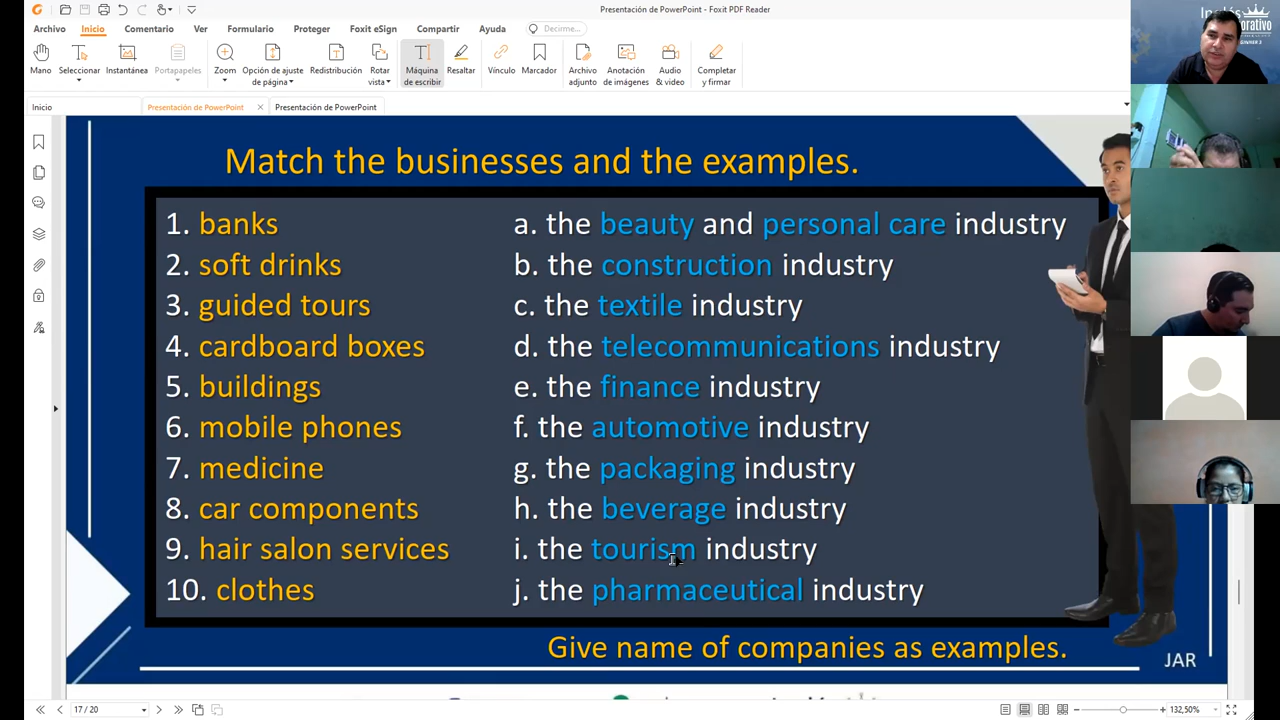 Presentación de PowerPoint - Foxit PDF Reader
Archivo Inicio Comentario Ver Formulario Proteger Foxit eSign Compartir Ayuda Decirme...
Mano Seleccionar Instantánea Portapapeles Zoom Opción de ajuste de página Redistribución Rotar vista Máquina de escribir Resaltar Vínculo Marcador Archivo adjunto Anotación de imágenes Audio & video Completar y firmar
Inicio Presentación de PowerPoint Presentación de PowerPoint
Match the businesses and the examples.
1. banks a. the beauty and personal care industry
2. soft drinks b. the construction industry
3. guided tours c. the textile industry
4. cardboard boxes d. the telecommunications industry
5. buildings e. the finance industry
6. mobile phones f. the automotive industry
7. medicine g. the packaging industry
8. car components h. the beverage industry
9. hair salon services i. the tourism industry
10. clothes j. the pharmaceutical industry
Give name of companies as examples.
JAR
17 / 20 132,50%